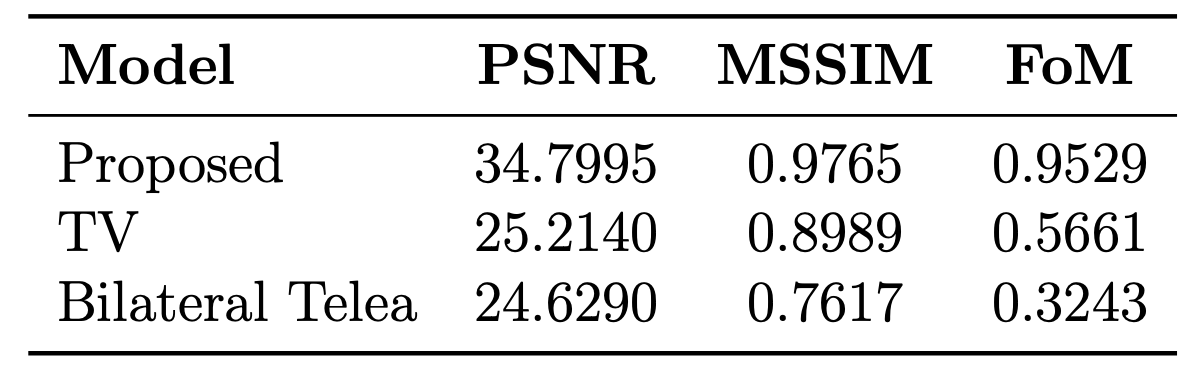 Model PSNR MSSIM FoM
Proposed 34.7995 0.9765 0.9529
TV 25.2140 0.8989 0.5661
Bilateral Telea 24.6290 0.7617 0.3243